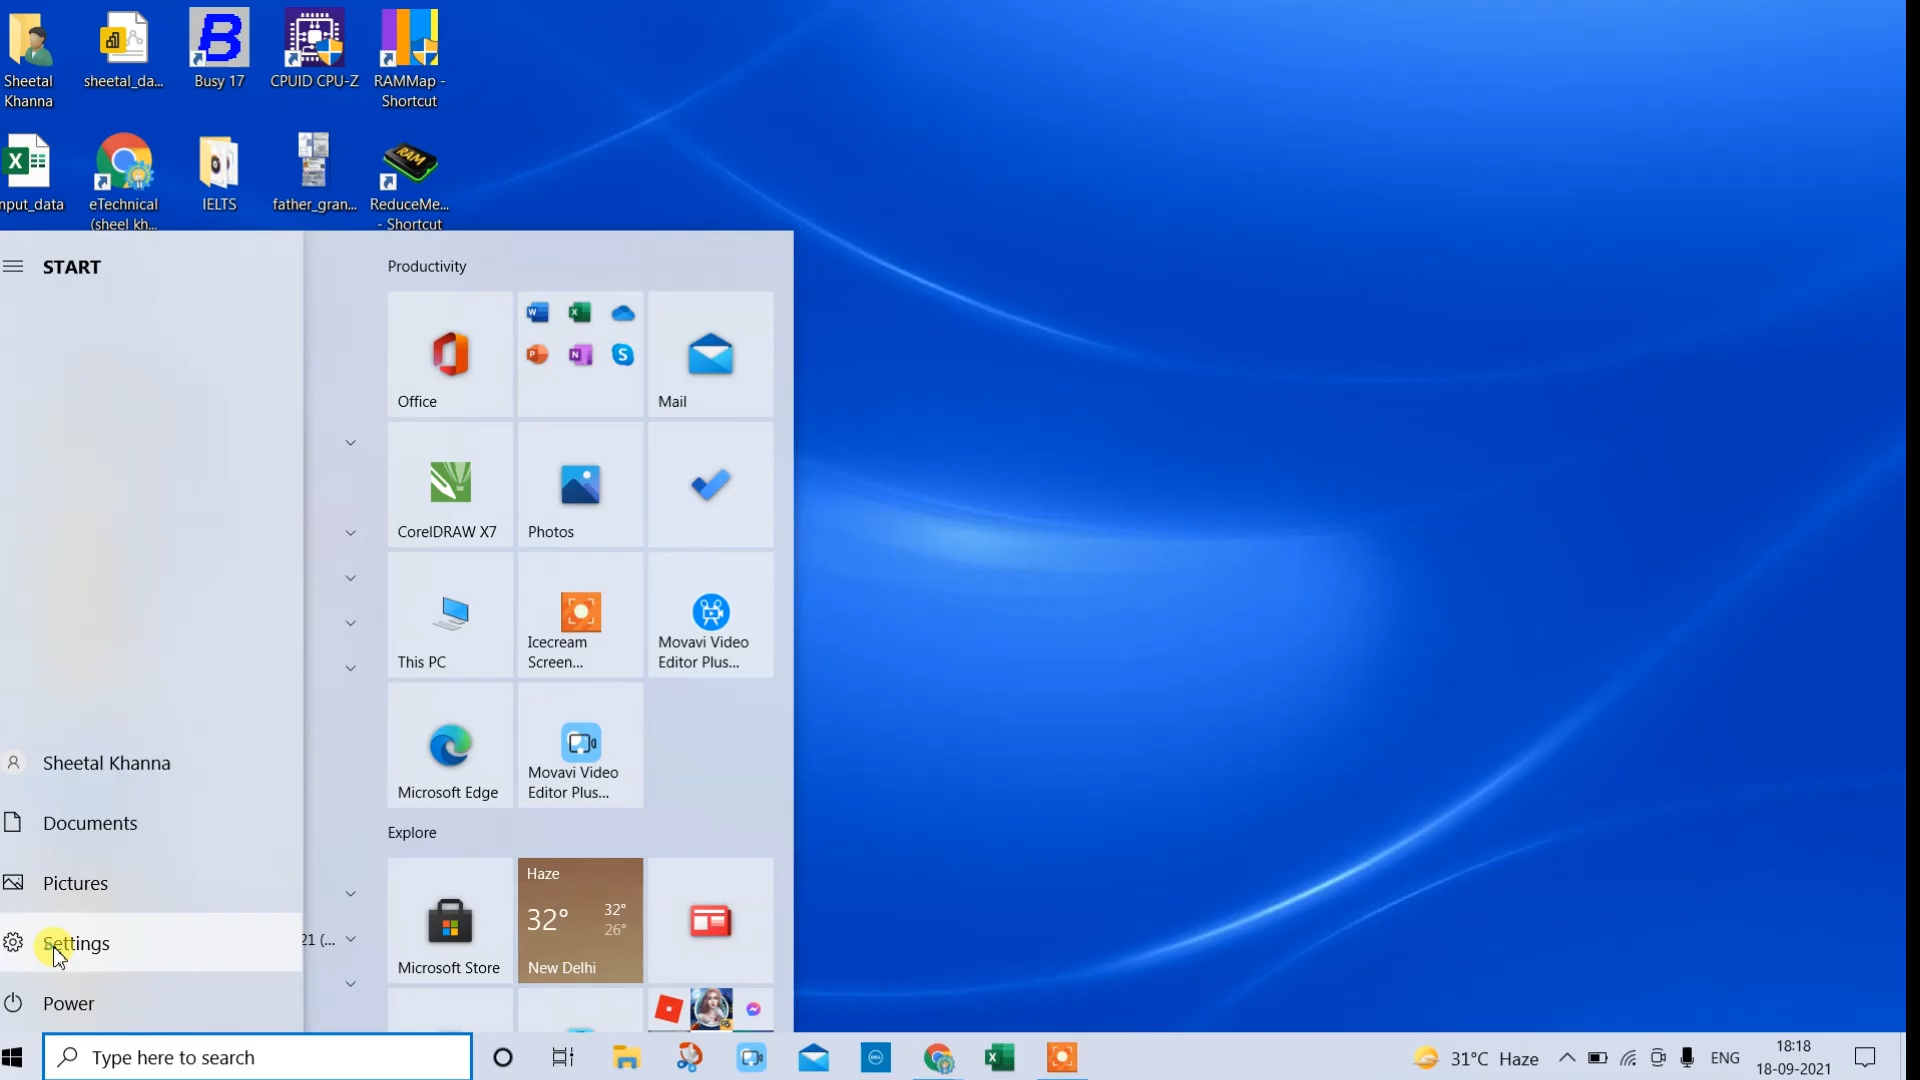 Sheetal
Khanna
sheetal_da...
Busy 17
CPUID CPU-Z
RAMMap -
Shortcut
nput_data
eTechnical
(sheel kh...
IELTS
father_gran...
ReduceMe...
- Shortcut
START
Productivity
Office
Mail
CorelDRAW X7
Photos
This PC
Icecream
Screen...
Movavi Video
Editor Plus...
Microsoft Edge
Movavi Video
Editor Plus...
Sheetal Khanna
Documents
Pictures
Settings
21 (...
Power
Explore
Microsoft Store
Haze
32°
32°
26°
New Delhi
Type here to search
31°C Haze
ENG
18:18
18-09-2021